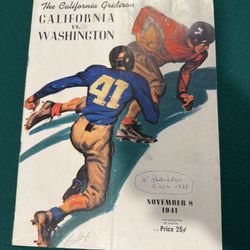 The California Gridiron
CALIFORNIA
VS.
WASHINGTON
41
NOVEMBER 8
1941
Price 25¢